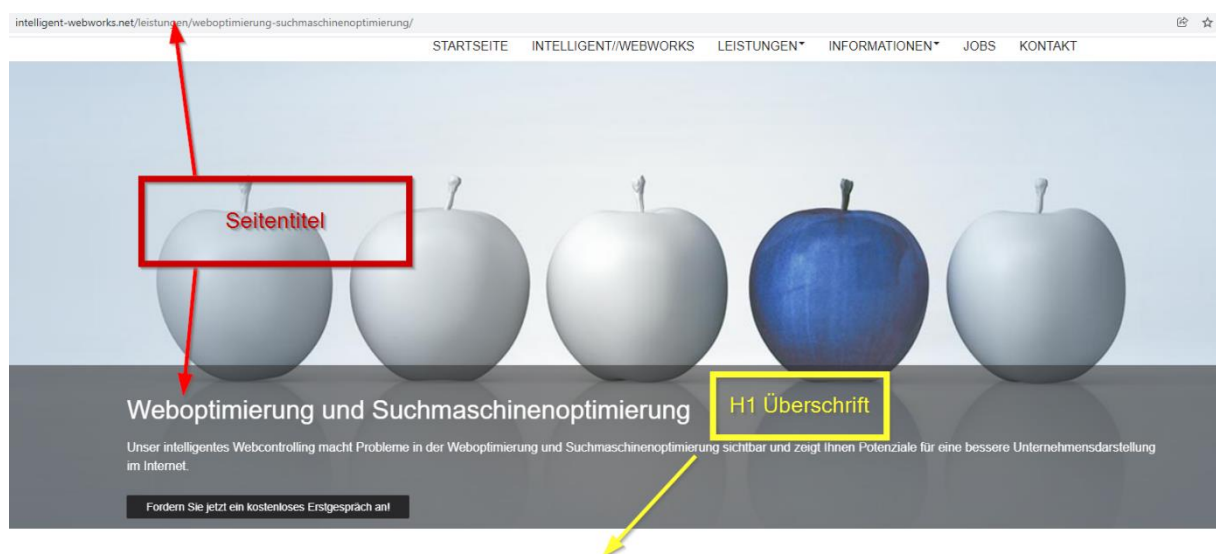 intelligent-webworks.net/leistungen/weboptimierung-suchmaschinenoptimierung/
STARTSEITE INTELLIGENT//WEBWORKS LEISTUNGEN INFORMATIONEN JOBS KONTAKT
Seitentitel
Weboptimierung und Suchmaschinenoptimierung
H1 Überschrift
Unser intelligentes Webcontrolling macht Probleme in der Weboptimierung und Suchmaschinenoptimierung sichtbar und zeigt Ihnen Potenziale für eine bessere Unternehmensdarstellung
im Internet.
Fordern Sie jetzt ein kostenloses Erstgespräch an!